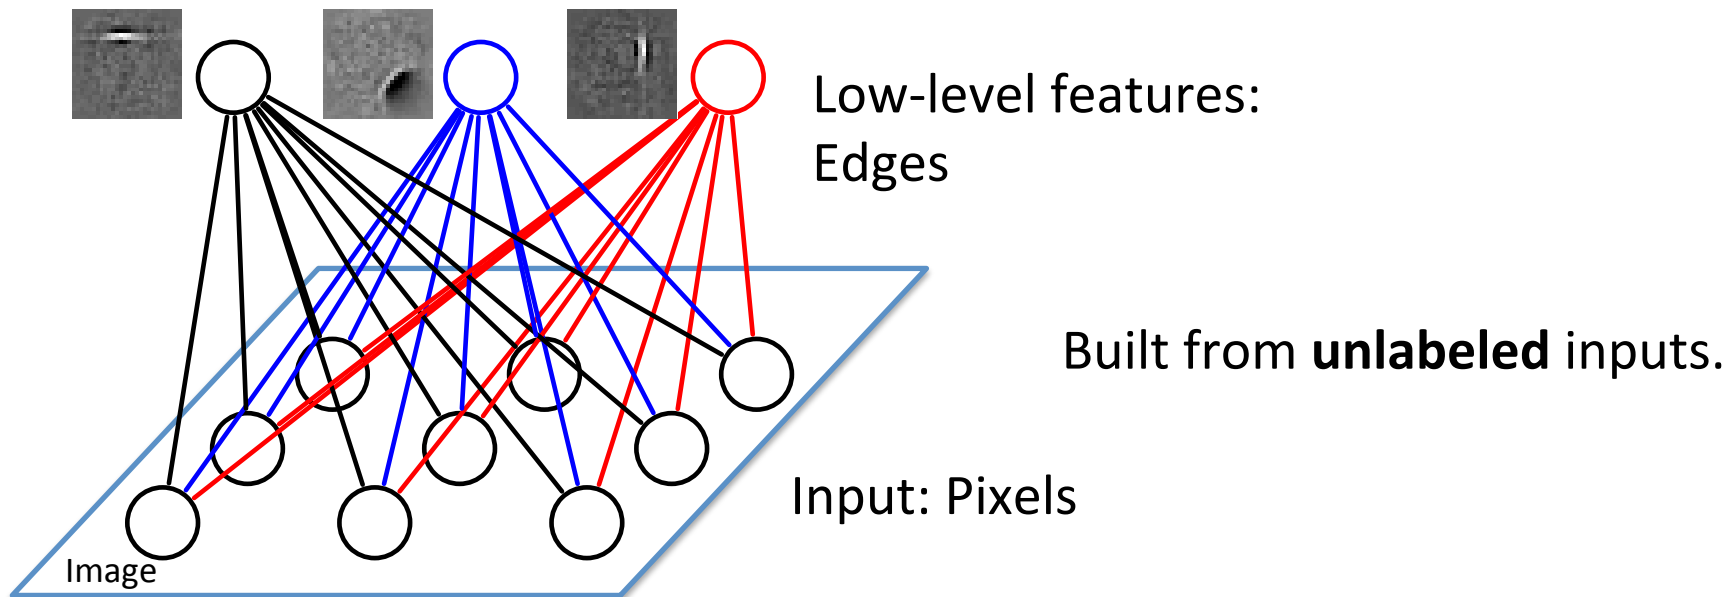 Low-level features:
Edges
Built from unlabeled inputs.
Input: Pixels
Image